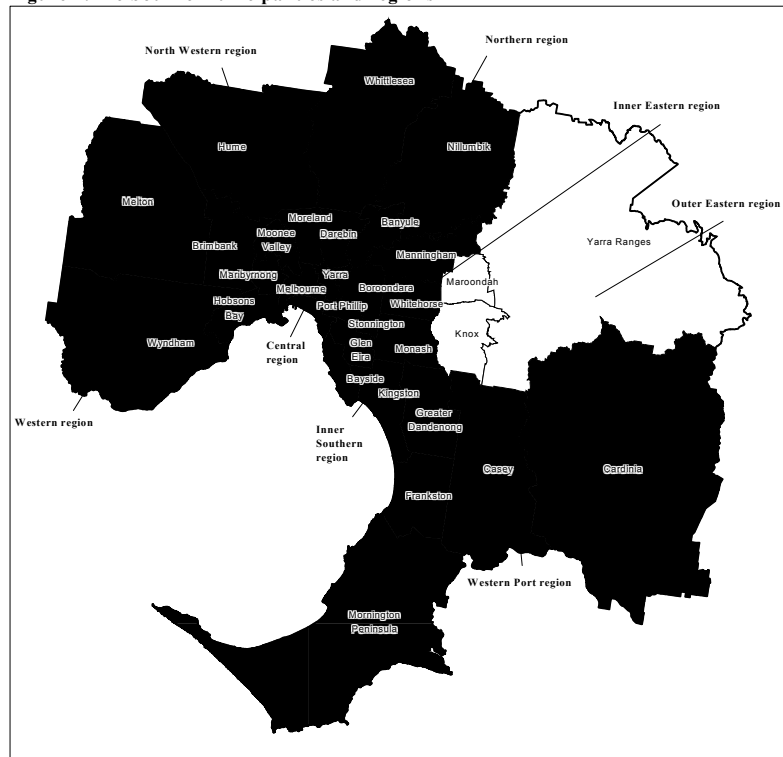 North Western region
Northern region
Whittlesea
Inner Eastern region
Hume
Nillumbik
Melton
Outer Eastern region
Moreland
Banyule
Moonee
Valley
Darebin
Brimbank
Yarra Ranges
Manningham
Maribyrnong
Yarra
Maroondah
Melbourne
Boroondara
Hobsons
Bay
Port Phillip
Whitehorse
Stonnington
Knox
Wyndham
Central
region
Glen
Eira
Monash
Bayside
Kingston
Western region
Greater
Dandenong
Inner
Southern
region
Casey
Cardinia
Frankston
Western Port region
Mornington
Peninsula